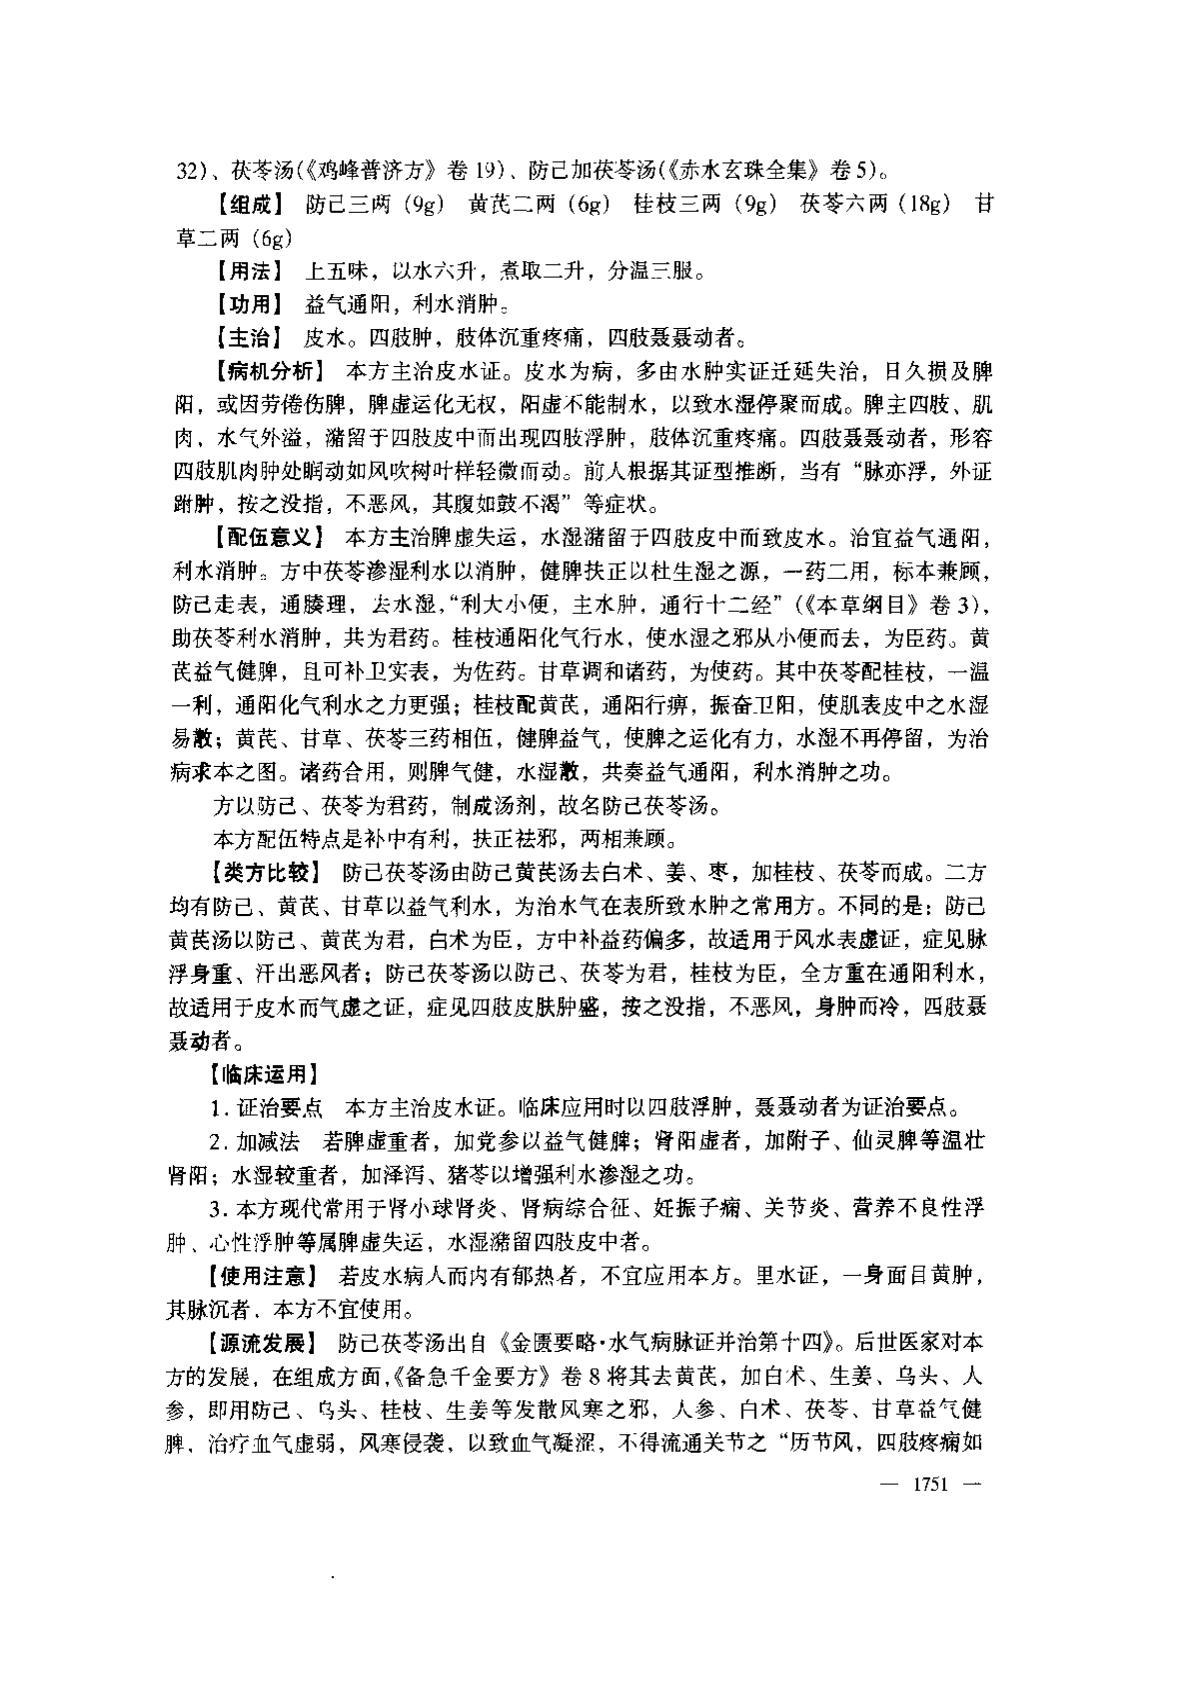 32)、茯苓汤(《鸡峰普济方》卷 19)、防己加茯苓汤(《赤水玄珠全集》卷 5)。
【组成】 防己三两（9g） 黄芪二两（6g） 桂枝三两（9g） 茯苓六两（18g） 甘
草二两（6g）
【用法】 上五味，以水六升，煮取二升，分温三服。
【功用】 益气通阳，利水消肿。
【主治】 皮水。四肢肿，肢体沉重疼痛，四肢聂聂动者。
【病机分析】 本方主治皮水证。皮水为病，多由水肿实证迁延失治，日久损及脾
阳，或因劳倦伤脾，脾虚运化无权，阳虚不能制水，以致水湿停聚而成。脾主四肢、肌
肉，水气外溢，潴留于四肢皮中而出现四肢浮肿，肢体沉重疼痛。四肢聂聂动者，形容
四肢肌肉肿处瞤动如风吹树叶样轻微而动。前人根据其证型推断，当有“脉亦浮，外证
胕肿，按之没指，不恶风，其腹如鼓不渴”等症状。
【配伍意义】 本方主治脾虚失运，水湿潴留于四肢皮中而致皮水。治宜益气通阳，
利水消肿。方中茯苓渗湿利水以消肿，健脾扶正以杜生湿之源，一药二用，标本兼顾，
防己走表，通腠理，去水湿，“利大小便，主水肿，通行十二经”（《本草纲目》卷 3），
助茯苓利水消肿，共为君药。桂枝通阳化气行水，使水湿之邪从小便而去，为臣药。黄
芪益气健脾，且可补卫实表，为佐药。甘草调和诸药，为使药。其中茯苓配桂枝，一温
一利，通阳化气利水之力更强；桂枝配黄芪，通阳行痹，振奋卫阳，使肌表皮中之水湿
易散；黄芪、甘草、茯苓三药相伍，健脾益气，使脾之运化有力，水湿不再停留，为治
病求本之图。诸药合用，则脾气健，水湿散，共奏益气通阳，利水消肿之功。
方以防己、茯苓为君药，制成汤剂，故名防己茯苓汤。
本方配伍特点是补中有利，扶正祛邪，两相兼顾。
【类方比较】 防己茯苓汤由防己黄芪汤去白术、姜、枣，加桂枝、茯苓而成。二方
均有防己、黄芪、甘草以益气利水，为治水气在表所致水肿之常用方。不同的是：防己
黄芪汤以防己、黄芪为君，白术为臣，方中补益药偏多，故适用于风水表虚证，症见脉
浮身重、汗出恶风者；防己茯苓汤以防己、茯苓为君，桂枝为臣，全方重在通阳利水，
故适用于皮水而气虚之证，症见四肢皮肤肿盛，按之没指，不恶风，身肿而冷，四肢聂
聂动者。
【临床运用】
1. 证治要点 本方主治皮水证。临床应用时以四肢浮肿，聂聂动者为证治要点。
2. 加减法 若脾虚重者，加党参以益气健脾；肾阳虚者，加附子、仙灵脾等温壮
肾阳；水湿较重者，加泽泻、猪苓以增强利水渗湿之功。
3. 本方现代常用于肾小球肾炎、肾病综合征、妊振子痫、关节炎、营养不良性浮
肿、心性浮肿等属脾虚失运，水湿潴留四肢皮中者。
【使用注意】 若皮水病人而内有郁热者，不宜应用本方。里水证，一身面目黄肿，
其脉沉者，本方不宜使用。
【源流发展】 防己茯苓汤出自《金匮要略·水气病脉证并治第十四》。后世医家对本
方的发展，在组成方面，《备急千金要方》卷 8 将其去黄芪，加白术、生姜、乌头、人
参，即用防己、乌头、桂枝、生姜等发散风寒之邪，人参、白术、茯苓、甘草益气健
脾，治疗血气虚弱，风寒侵袭，以致血气凝涩，不得流通关节之“历节风，四肢疼痛如
— 1751 —